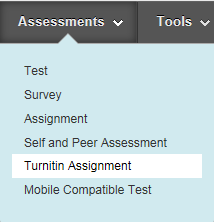 Assessments Tools
Test
Survey
Assignment
Self and Peer Assessment
Turnitin Assignment
Mobile Compatible Test